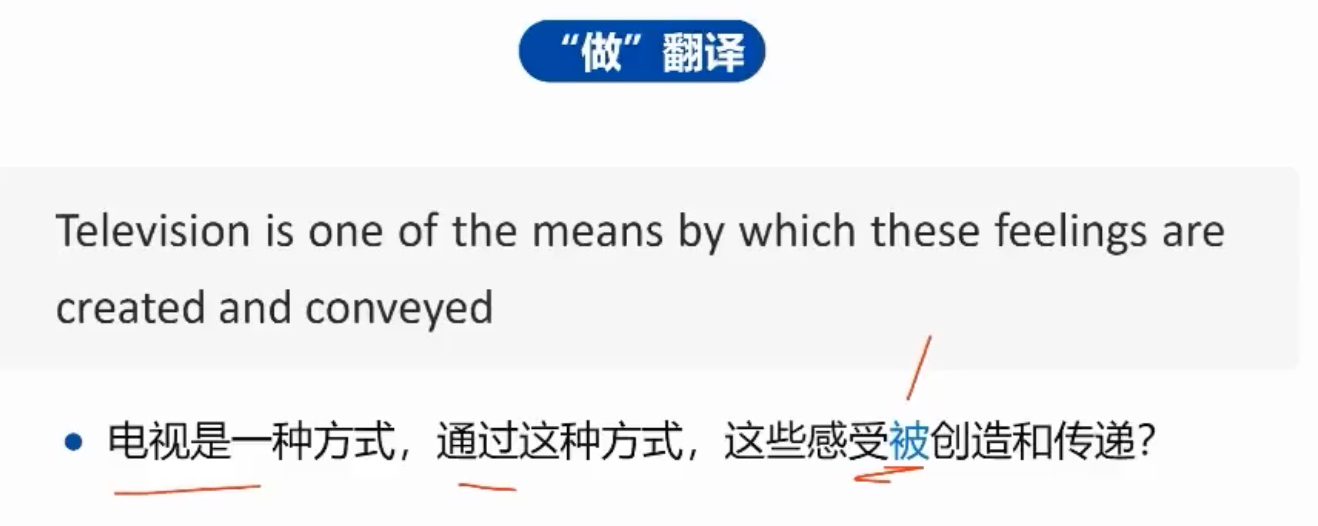 “做”翻译
Television is one of the means by which these feelings are
created and conveyed
• 电视是一种方式，通过这种方式，这些感受被创造和传递？